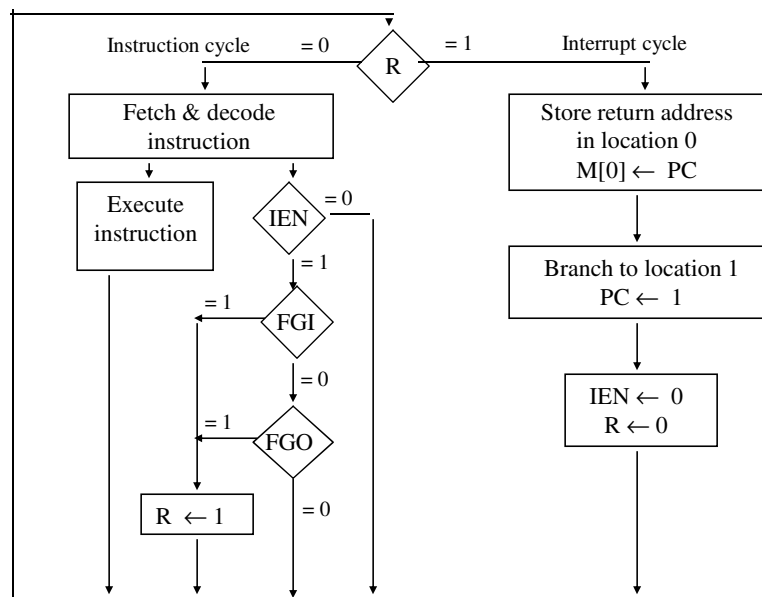 Instruction cycle
= 0
R
= 1
Interrupt cycle
Fetch & decode
instruction
Store return address
in location 0
M[0] ← PC
Execute
instruction
IEN
= 0
= 1
Branch to location 1
PC ← 1
= 1
FGI
= 0
IEN ← 0
R ← 0
= 1
FGO
= 0
R ← 1